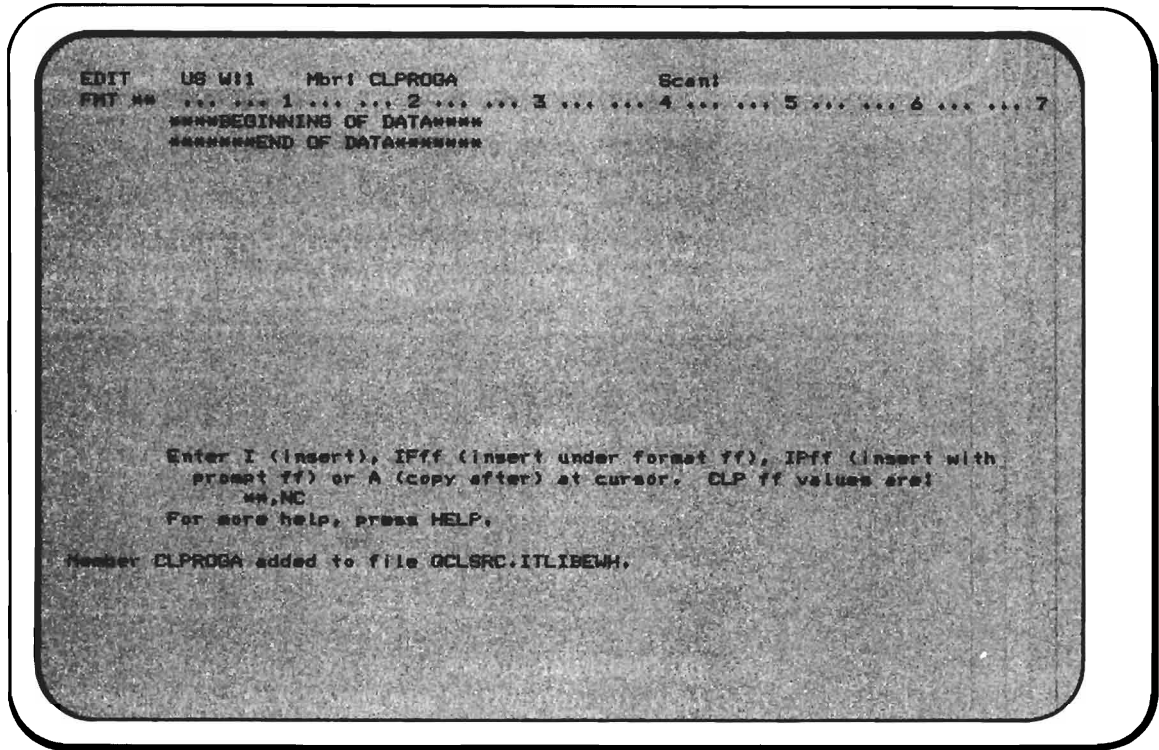 EDIT US W:1 Mbr: CLPROGA Scan:
FMT ** ... ... 1 ... ... 2 ... ... 3 ... ... 4 ... ... 5 ... ... 6 ... ... 7
****BEGINNING OF DATA****
*******END OF DATA*******
Enter I (insert), IFff (insert under format ff), IPff (insert with
prompt ff) or A (copy after) at cursor. CLP ff values are:
**,NC
For more help, press HELP.
Member CLPROGA added to file QCLSRC.ITLIBEWH.